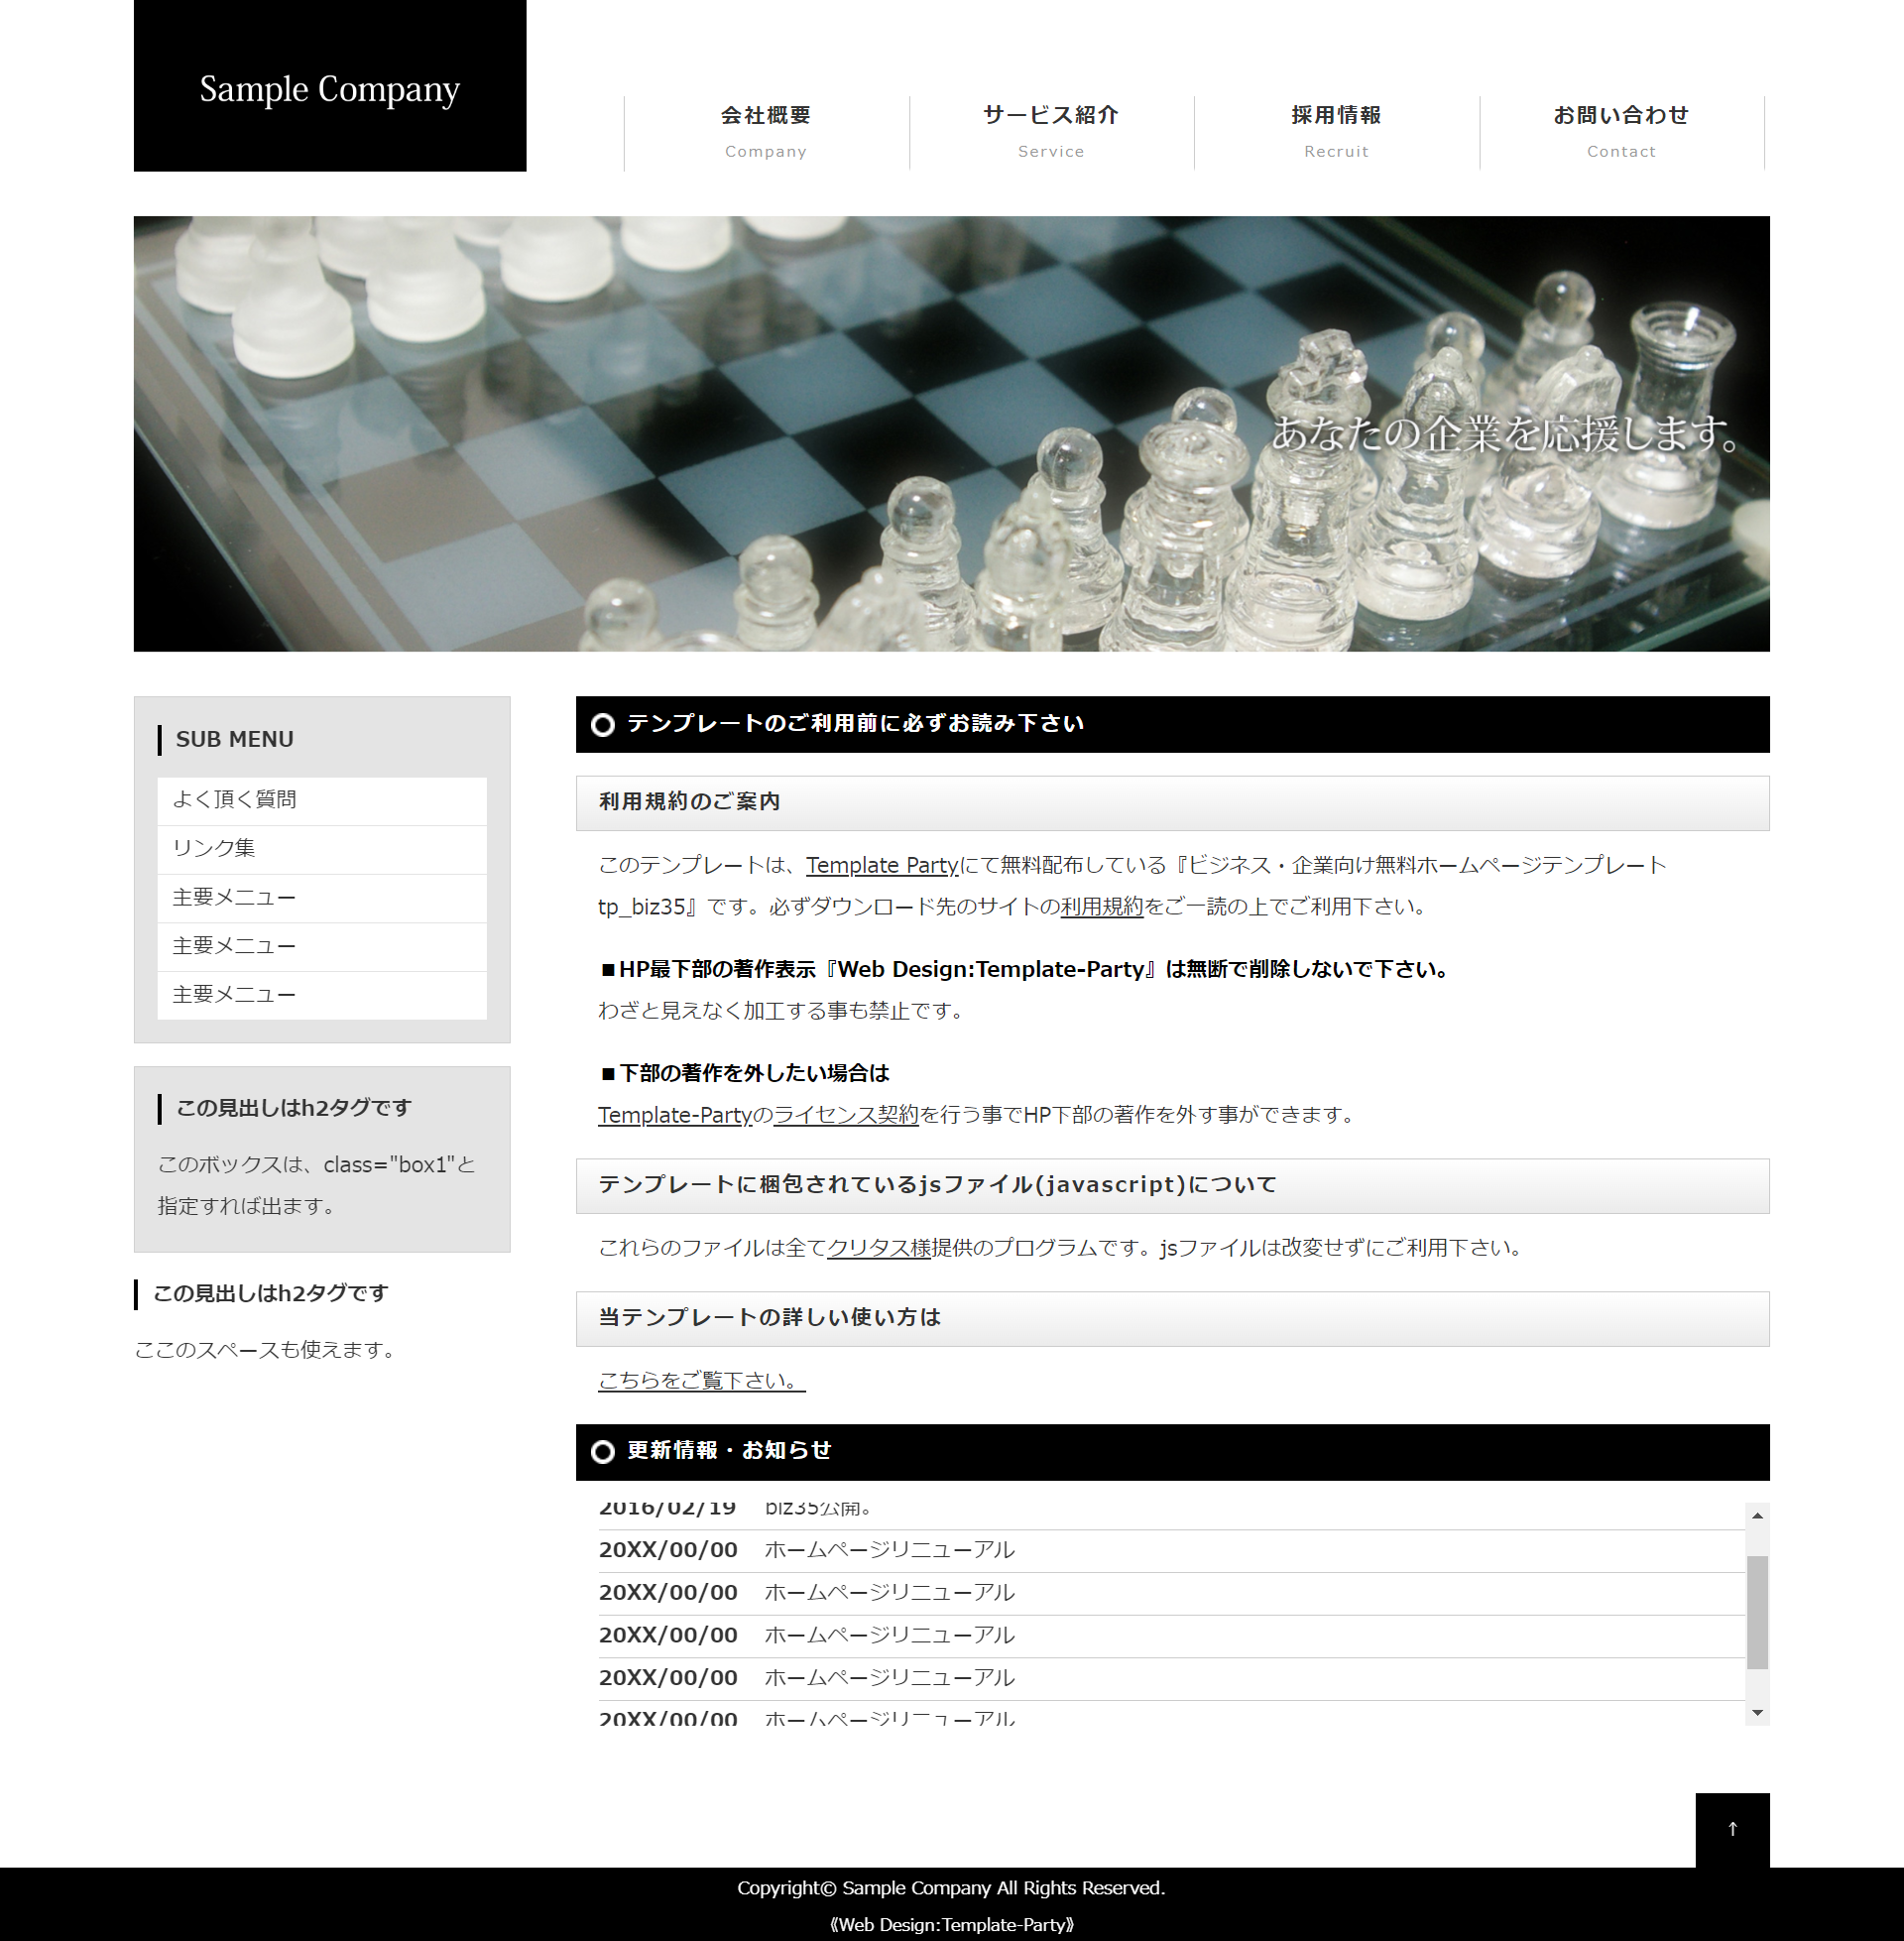 Sample Company
会社概要
Company
サービス紹介
Service
採用情報
Recruit
お問い合わせ
Contact
あなたの企業を応援します。
SUB MENU
よく頂く質問
リンク集
主要メニュー
主要メニュー
主要メニュー
この見出しはh2タグです
このボックスは、class="box1"と
指定すれば出ます。
この見出しはh2タグです
ここのスペースも使えます。
テンプレートのご利用前に必ずお読み下さい
利用規約のご案内
このテンプレートは、Template Partyにて無料配布している『ビジネス・企業向け無料ホームページテンプレート
tp_biz35』です。必ずダウンロード先のサイトの利用規約をご一読の上でご利用下さい。
■HP最下部の著作表示『Web Design:Template-Party』は無断で削除しないで下さい。
わざと見えなく加工する事も禁止です。
■下部の著作を外したい場合は
Template-Partyのライセンス契約を行う事でHP下部の著作を外す事ができます。
テンプレートに梱包されているjsファイル(javascript)について
これらのファイルは全てクリタス様提供のプログラムです。jsファイルは改変せずにご利用下さい。
当テンプレートの詳しい使い方は
こちらをご覧下さい。
更新情報・お知らせ
2016/02/19 biz35公開。
20XX/00/00 ホームページリニューアル
20XX/00/00 ホームページリニューアル
20XX/00/00 ホームページリニューアル
20XX/00/00 ホームページリニューアル
20XX/00/00 ホームページリニューアル
↑
Copyright© Sample Company All Rights Reserved.
《Web Design:Template-Party》